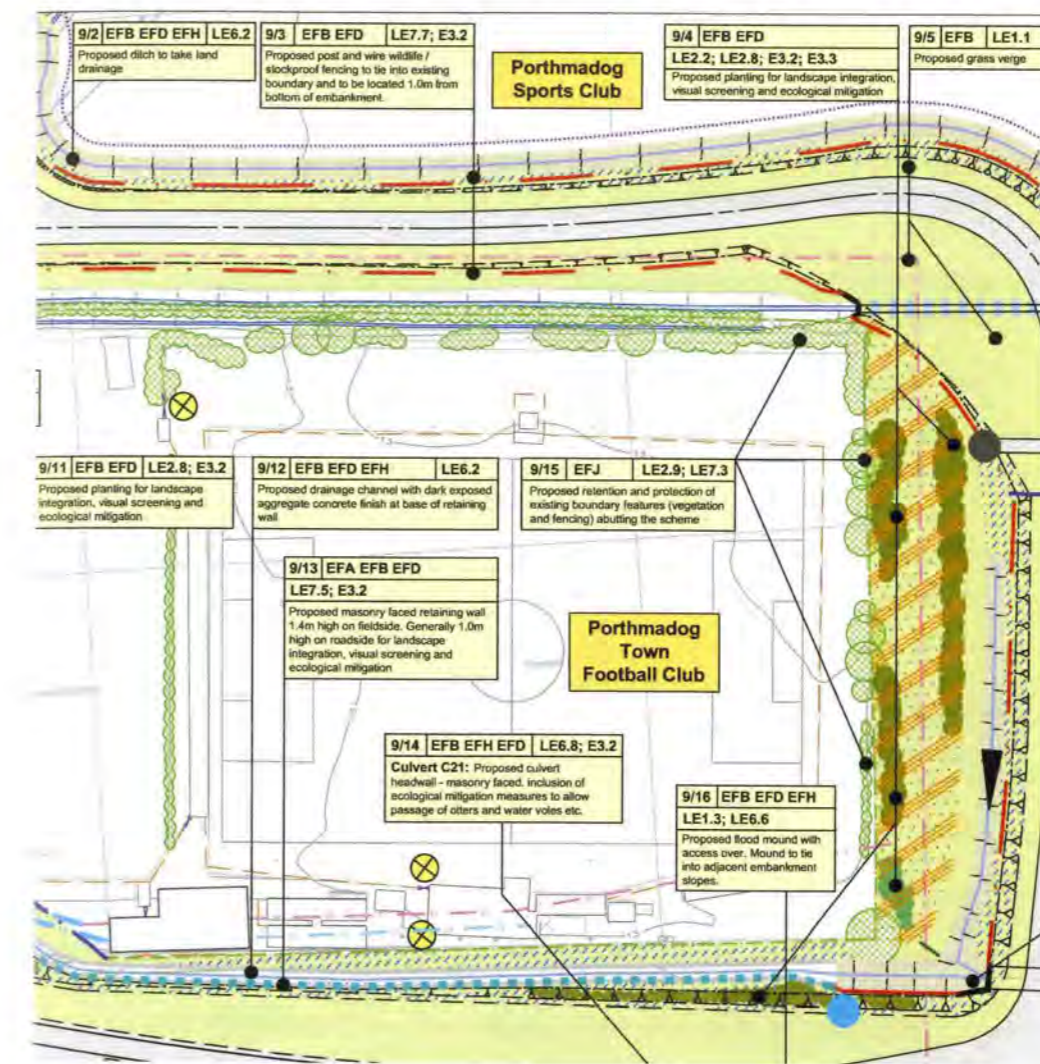 9/2 EFB EFD EFH LE6.2
Proposed ditch to take land
drainage
9/3 EFB EFD LE7.7; E3.2
Proposed post and wire wildlife /
stockproof fencing to tie into existing
boundary and to be located 1.0m from
bottom of embankment.
Porthmadog
Sports Club
9/4 EFB EFD
LE2.2; LE2.8; E3.2; E3.3
Proposed planting for landscape integration,
visual screening and ecological mitigation
9/5 EFB LE1.1
Proposed grass verge
9/11 EFB EFD LE2.8; E3.2
Proposed planting for landscape
integration, visual screening and
ecological mitigation
9/12 EFB EFD EFH LE6.2
Proposed drainage channel with dark exposed
aggregate concrete finish at base of retaining
wall
9/15 EFJ LE2.9; LE7.3
Proposed retention and protection of
existing boundary features (vegetation
and fencing) abutting the scheme
9/13 EFA EFB EFD
LE7.5; E3.2
Proposed masonry faced retaining wall
1.4m high on fieldside. Generally 1.0m
high on roadside for landscape
integration, visual screening and
ecological mitigation
Porthmadog
Town
Football Club
9/14 EFB EFH EFD LE6.8; E3.2
Culvert C21: Proposed culvert
headwall - masonry faced. inclusion of
ecological mitigation measures to allow
passage of otters and water voles etc.
9/16 EFB EFD EFH
LE1.3; LE6.6
Proposed flood mound with
access over. Mound to tie
into adjacent embankment
slopes.